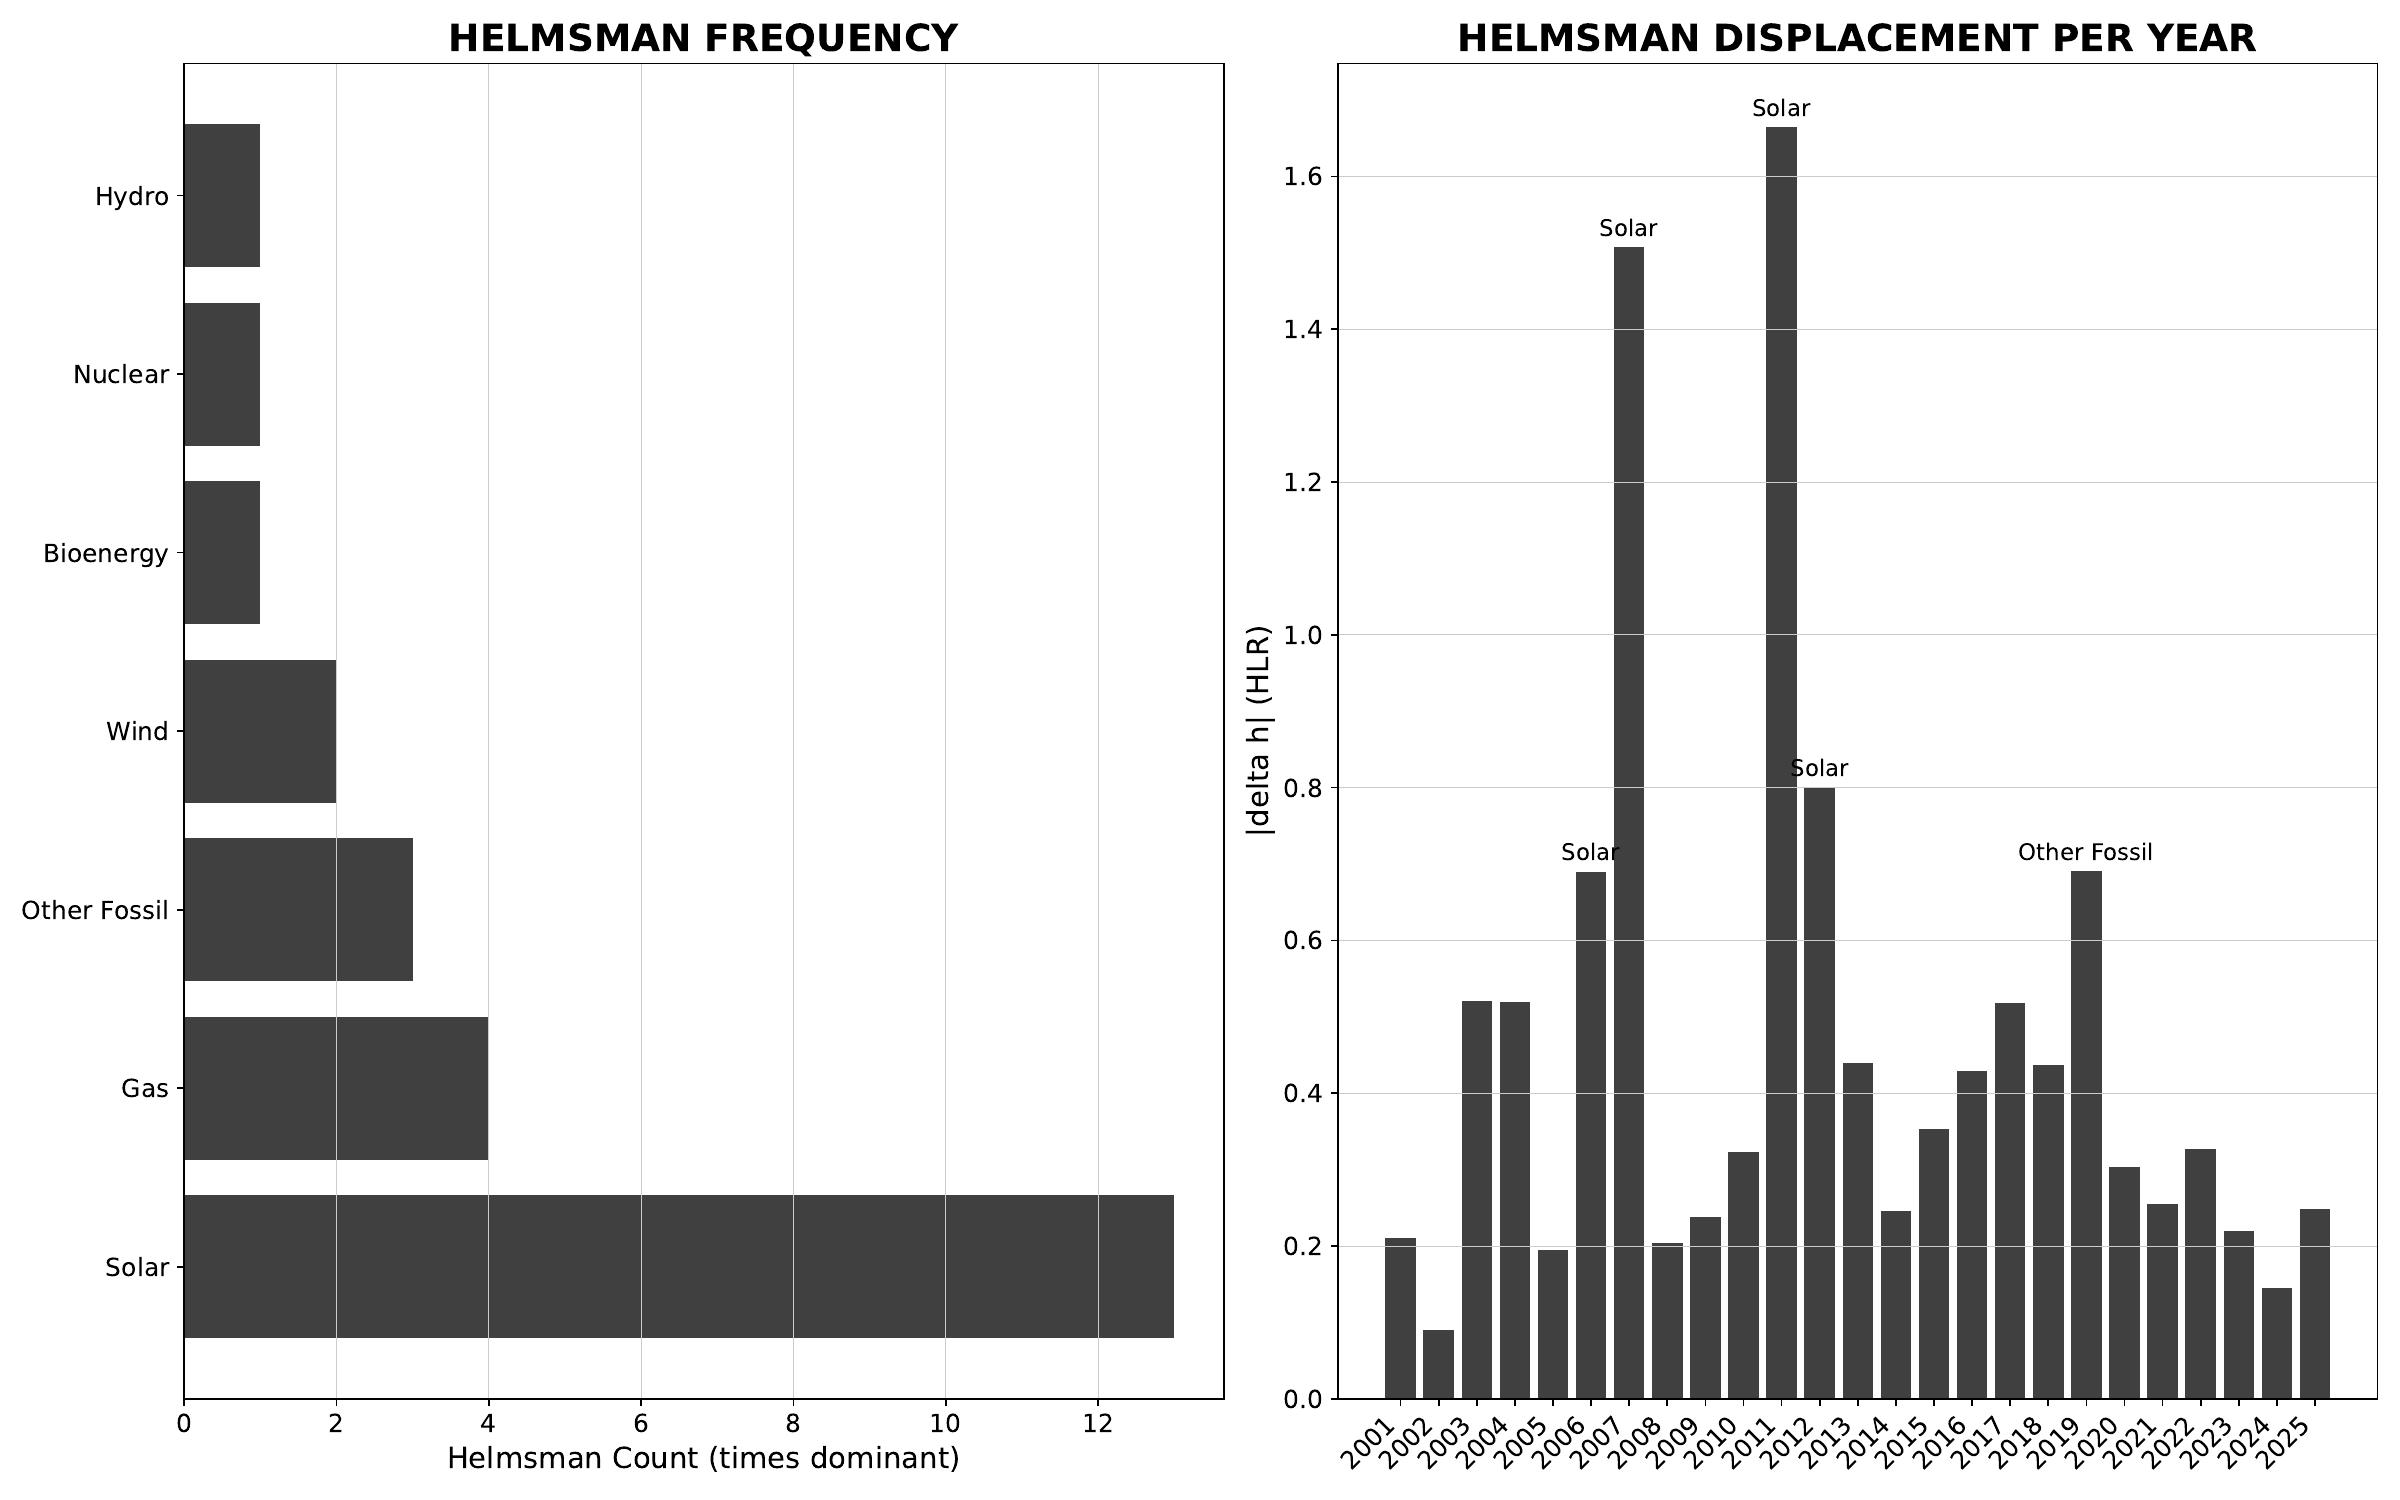 HELMSMAN FREQUENCY
Hydro
Nuclear
Bioenergy
Wind
Other Fossil
Gas
Solar
0 2 4 6 8 10 12
Helmsman Count (times dominant)
HELMSMAN DISPLACEMENT PER YEAR
|delta h| (HLR)
1.6
1.4
1.2
1.0
0.8
0.6
0.4
0.2
0.0
Solar
Solar
Solar
Solar
Other Fossil
2001 2002 2003 2004 2005 2006 2007 2008 2009 2010 2011 2012 2013 2014 2015 2016 2017 2018 2019 2020 2021 2022 2023 2024 2025